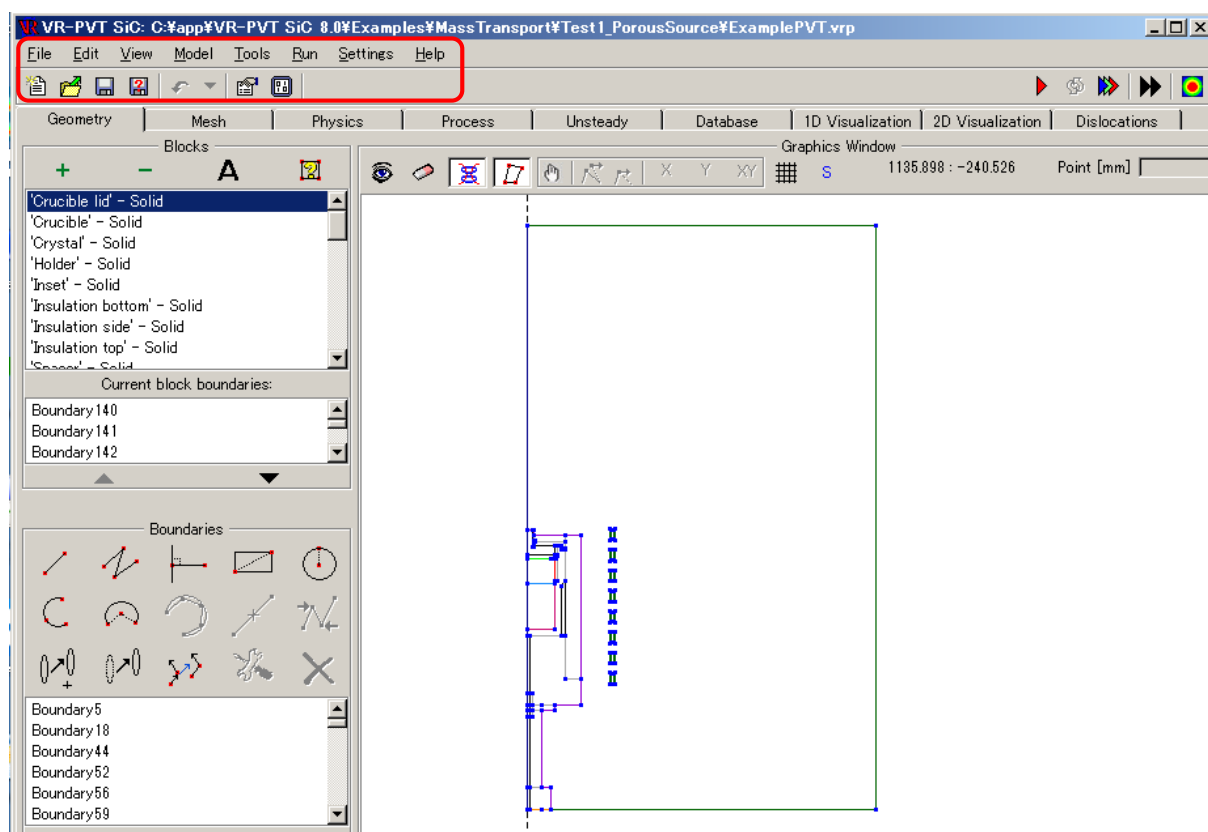 VR-PVT SiC: C:¥app¥VR-PVT SiC 8.0¥Examples¥MassTransport¥Test1_PorousSource¥ExamplePVT.vrp
File Edit View Model Tools Run Settings Help
Geometry Mesh Physics Process Unsteady Database 1D Visualization 2D Visualization Dislocations
Blocks
Graphics Window
A
X Y XY
S
1135.898 : -240.526
Point [mm]
'Crucible lid' - Solid
'Crucible' - Solid
'Crystal' - Solid
'Holder' - Solid
'Inset' - Solid
'Insulation bottom' - Solid
'Insulation side' - Solid
'Insulation top' - Solid
'Spacer' - Solid
Current block boundaries:
Boundary140
Boundary141
Boundary142
Boundaries
Boundary5
Boundary18
Boundary44
Boundary52
Boundary56
Boundary59